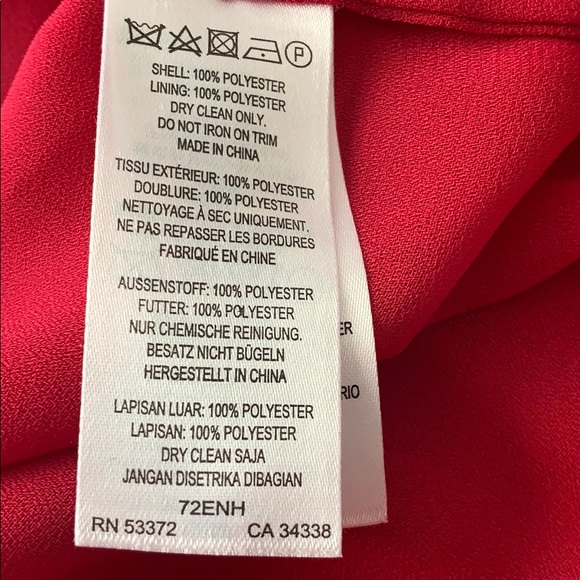 P
SHELL: 100% POLYESTER
LINING: 100% POLYESTER
DRY CLEAN ONLY.
DO NOT IRON ON TRIM
MADE IN CHINA
TISSU EXTÉRIEUR: 100% POLYESTER
DOUBLURE: 100% POLYESTER
NETTOYAGE À SEC UNIQUEMENT.
NE PAS REPASSER LES BORDURES
FABRIQUÉ EN CHINE
AUSSENSTOFF: 100% POLYESTER
FUTTER: 100% POLYESTER
NUR CHEMISCHE REINIGUNG.
BESATZ NICHT BÜGELN
HERGESTELLT IN CHINA
LAPISAN LUAR: 100% POLYESTER
LAPISAN: 100% POLYESTER
DRY CLEAN SAJA
JANGAN DISETRIKA DIBAGIAN
72ENH
RN 53372 CA 34338
ER
RIO